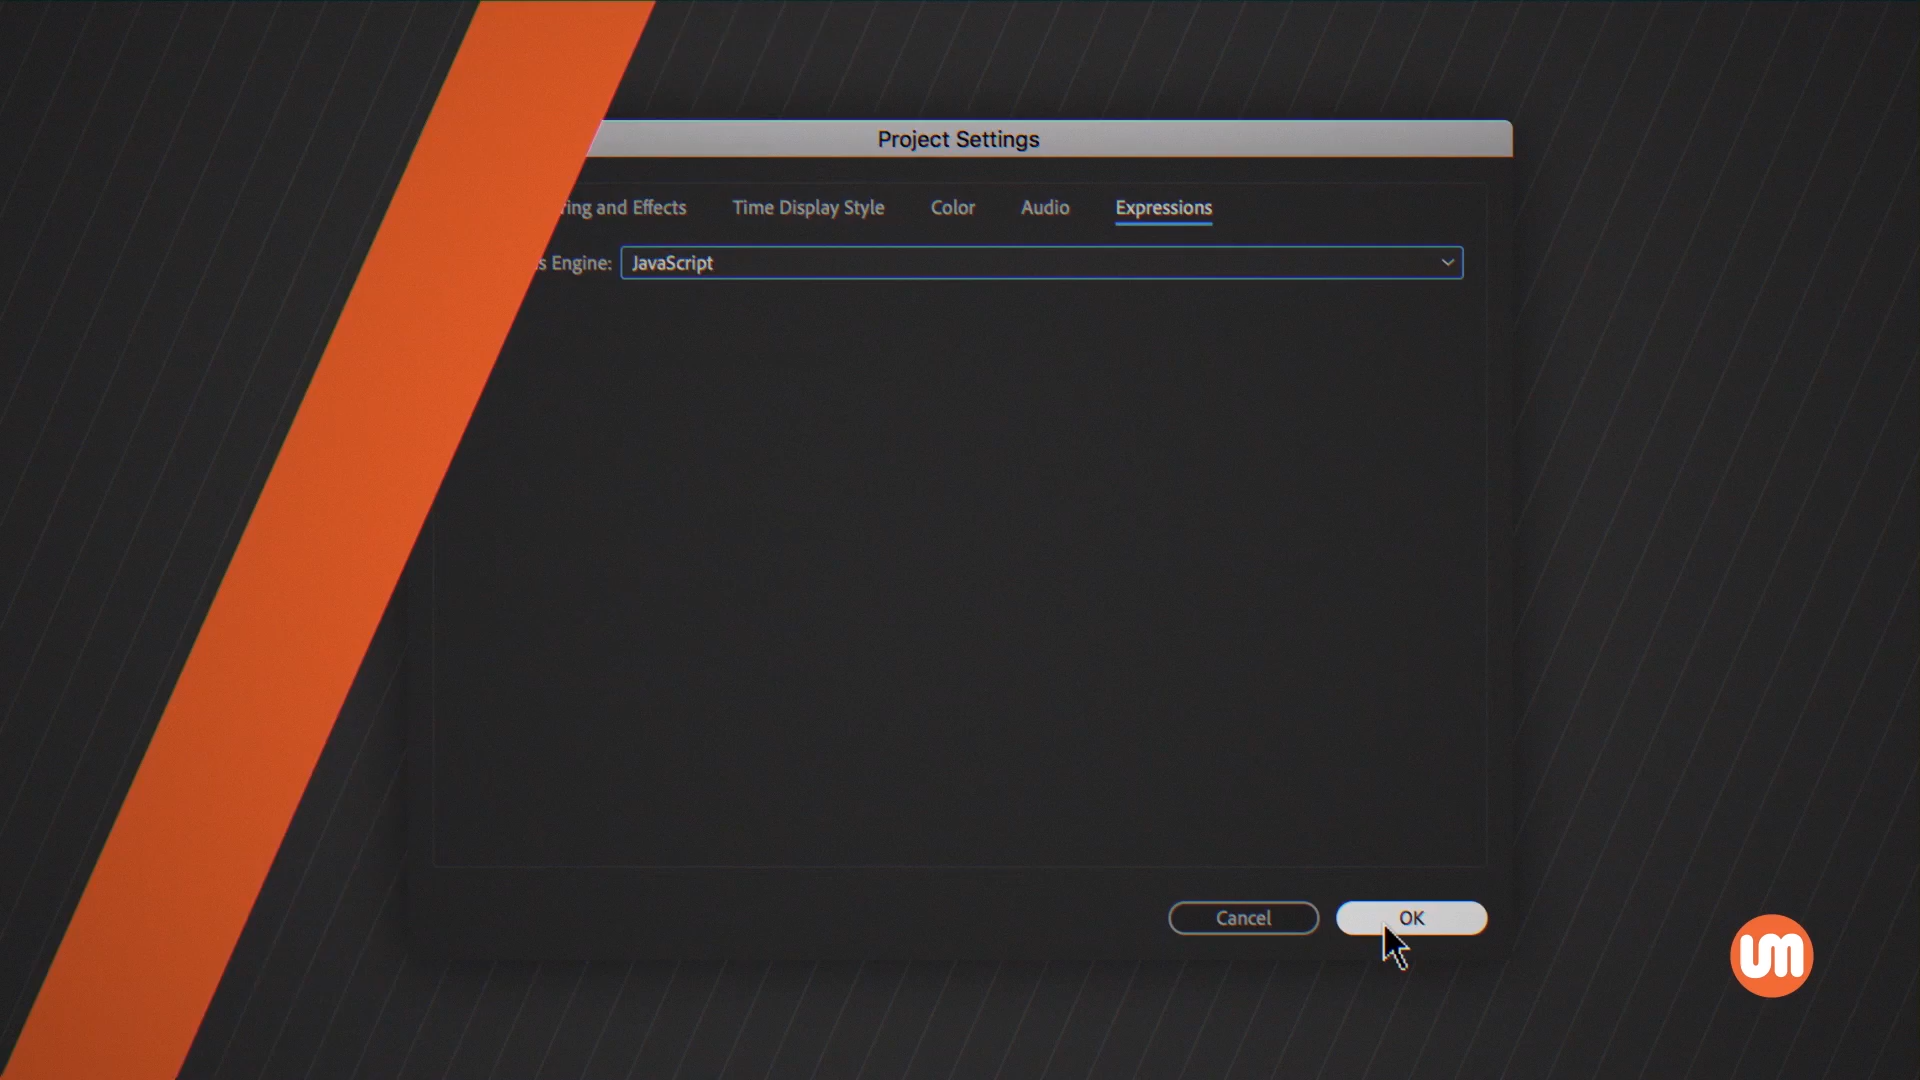 Project Settings
ing and Effects Time Display Style Color Audio Expressions
s Engine: JavaScript
Cancel OK
um